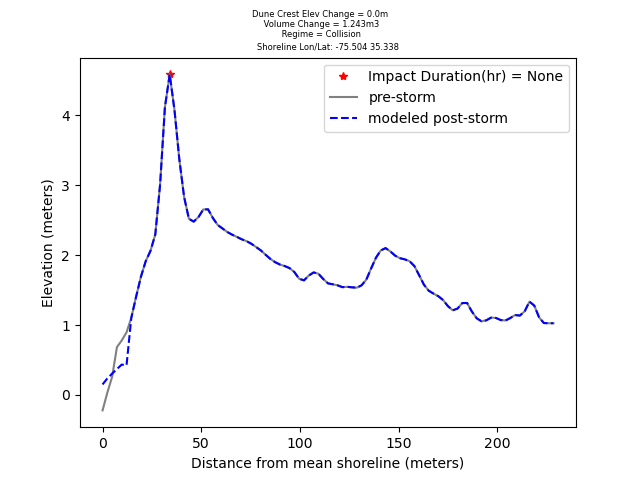 Dune Crest Elev Change = 0.0m
Volume Change = 1.243m3
Regime = Collision
Shoreline Lon/Lat: -75.504 35.338
Impact Duration(hr) = None
pre-storm
modeled post-storm
Elevation (meters)
4
3
2
1
0
0 50 100 150 200
Distance from mean shoreline (meters)